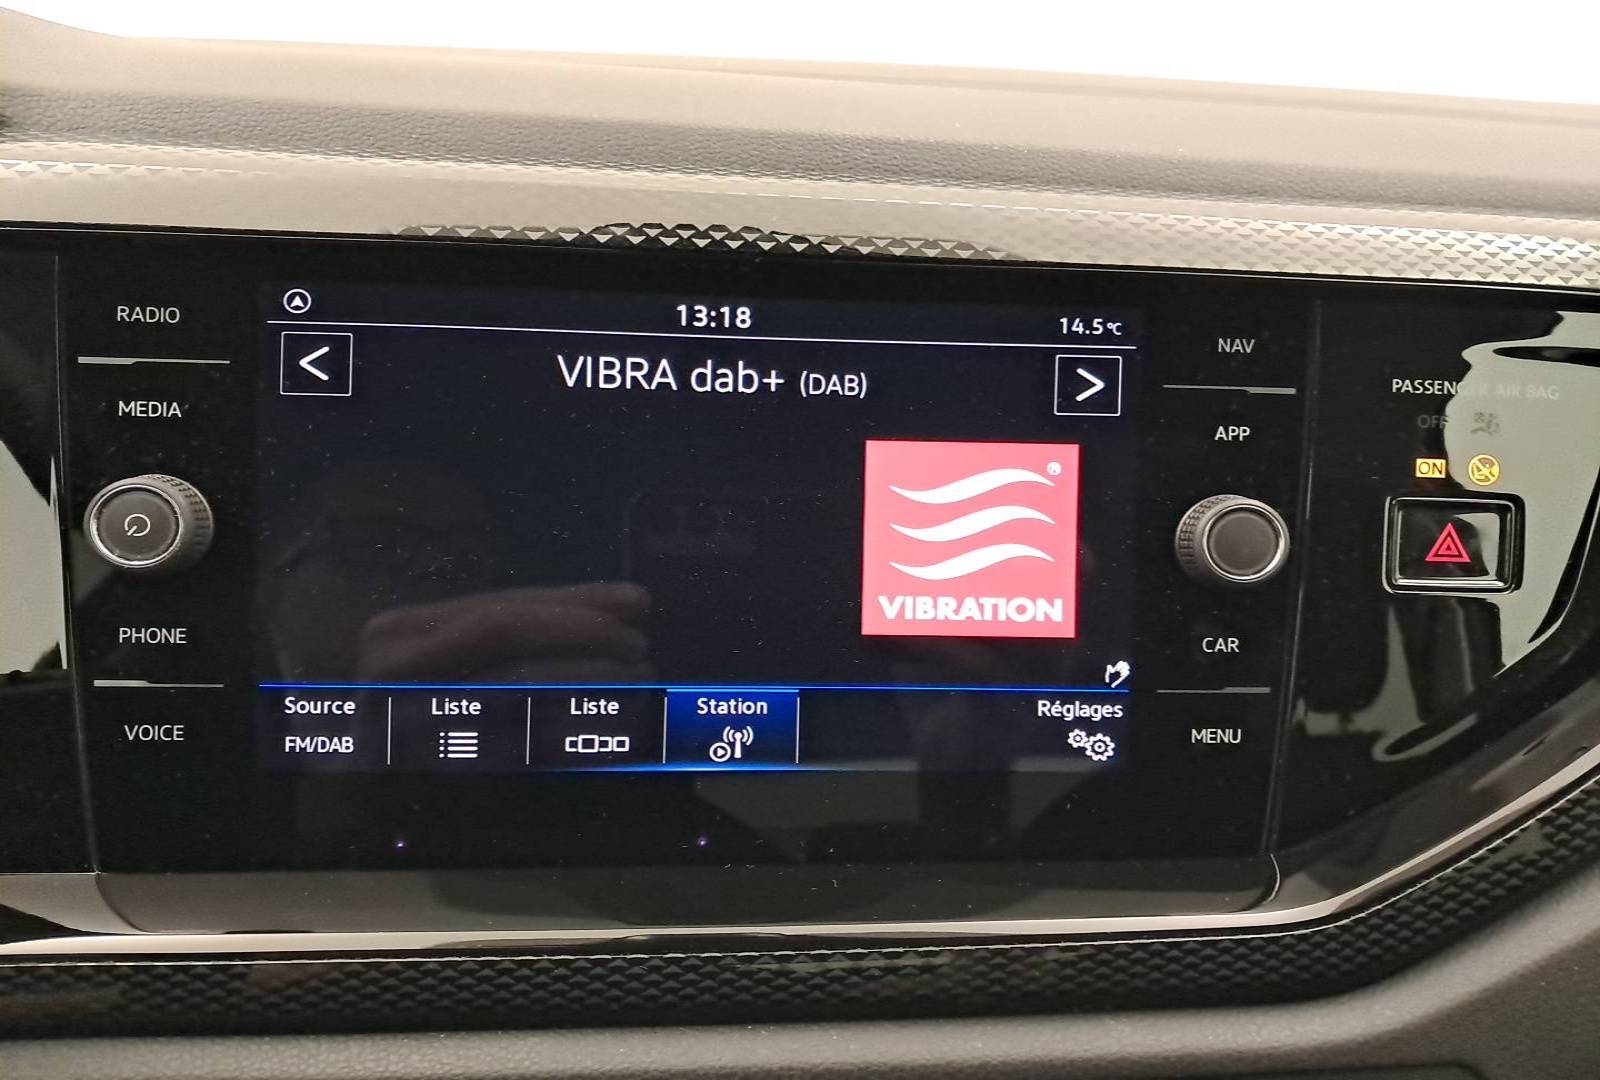 RADIO
MEDIA
PHONE
VOICE
13:18
14.5°C
<
VIBRA dab+ (DAB)
>
®
VIBRATION
Source
FM/DAB
Liste
Liste
Station
Réglages
NAV
APP
CAR
MENU
PASSENGER AIR BAG
OFF
ON